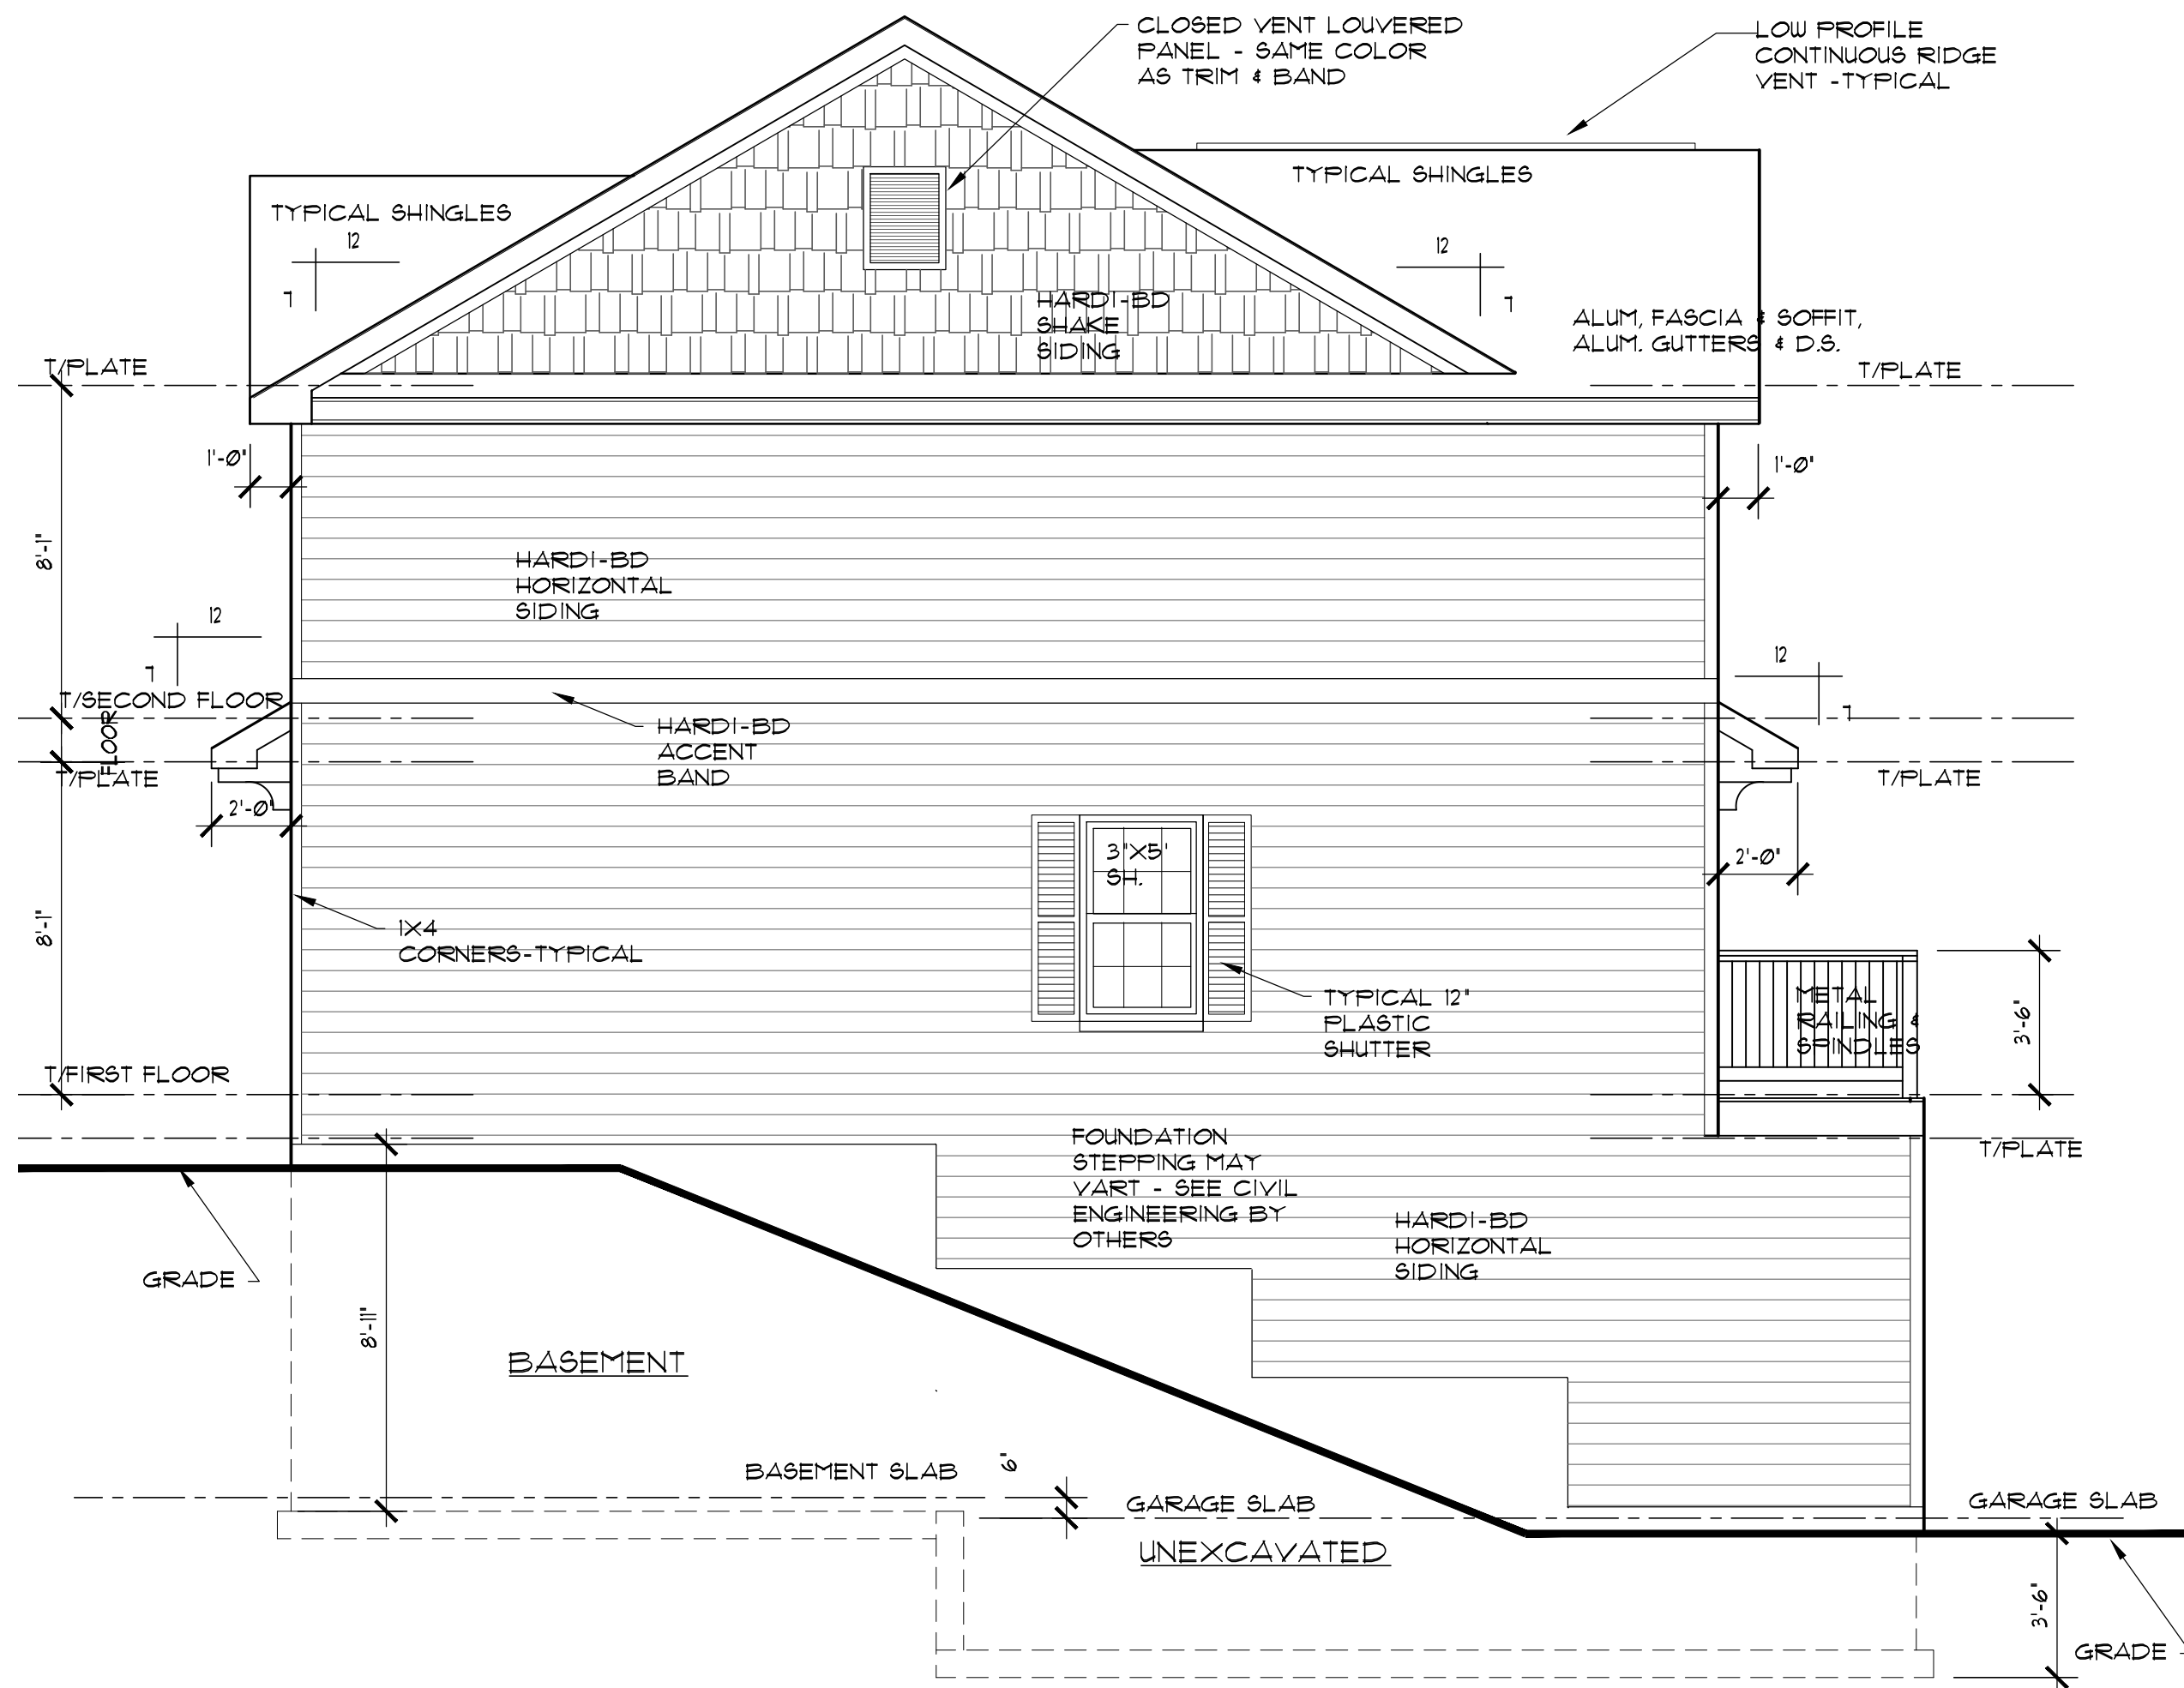 CLOSED VENT LOUVERED
PANEL - SAME COLOR
AS TRIM & BAND
LOW PROFILE
CONTINUOUS RIDGE
VENT -TYPICAL
TYPICAL SHINGLES
12
7
TYPICAL SHINGLES
12
7
HARDI-BD
SHAKE
SIDING
ALUM, FASCIA & SOFFIT,
ALUM. GUTTERS & D.S.
T/PLATE
T/PLATE
1'-0"
1'-0"
8'-1"
HARDI-BD
HORIZONTAL
SIDING
12
7
12
7
T/SECOND FLOOR
FLOOR
T/PLATE
HARDI-BD
ACCENT
BAND
T/PLATE
2'-0"
2'-0"
3"X5'
SH.
8'-1"
1X4
CORNERS-TYPICAL
TYPICAL 12"
PLASTIC
SHUTTER
METAL
RAILING &
SPINDLES
3'-6"
T/FIRST FLOOR
FOUNDATION
STEPPING MAY
VART - SEE CIVIL
ENGINEERING BY
OTHERS
T/PLATE
HARDI-BD
HORIZONTAL
SIDING
GRADE
8'-11"
BASEMENT
BASEMENT SLAB
6"
GARAGE SLAB
GARAGE SLAB
UNEXCAVATED
3'-6"
GRADE